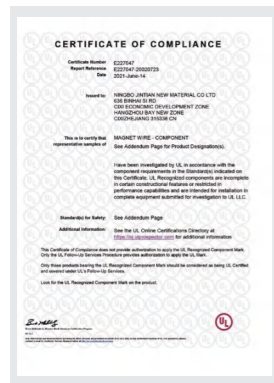 CERTIFICATE OF COMPLIANCE
Certificate Number E227047
Report Reference E227047-20020723
Date 2021-June-14
Issued to: NINGBO JINTIAN NEW MATERIAL CO LTD
636 BINHAI SI RD
CIXI ECONOMIC DEVELOPMENT ZONE
HANGZHOU BAY NEW ZONE
CIXI ZHEJIANG 315336 CN
This is to certify that MAGNET WIRE - COMPONENT
representative samples of See Addendum Page for Product Designation(s).
Have been investigated by UL in accordance with the
component requirements in the Standard(s) indicated on
this Certificate. UL Recognized components are incomplete
in certain constructional features or restricted in
performance capabilities and are intended for installation in
complete equipment submitted for investigation to UL LLC.
Standard(s) for Safety: See Addendum Page
Additional Information: See the UL Online Certifications Directory at
https://iq.ulprospector.com for additional information
This Certificate of Compliance does not provide authorization to apply the UL Recognized Component Mark.
Only the UL Follow-Up Services Procedure provides authorization to apply the UL Mark.
Only those products bearing the UL Recognized Component Mark should be considered as being UL Certified
and covered under UL's Follow-Up Services.
Look for the UL Recognized Component Mark on the product.
UL